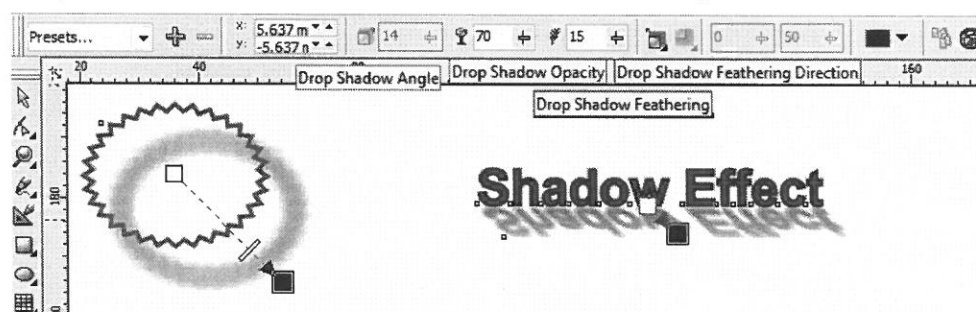 Presets... x: 5.637 m 14 70 15 0 50
y: -5.637 n
20 40 160
Drop Shadow Angle Drop Shadow Opacity Drop Shadow Feathering Direction
Drop Shadow Feathering
180
Shadow Effect